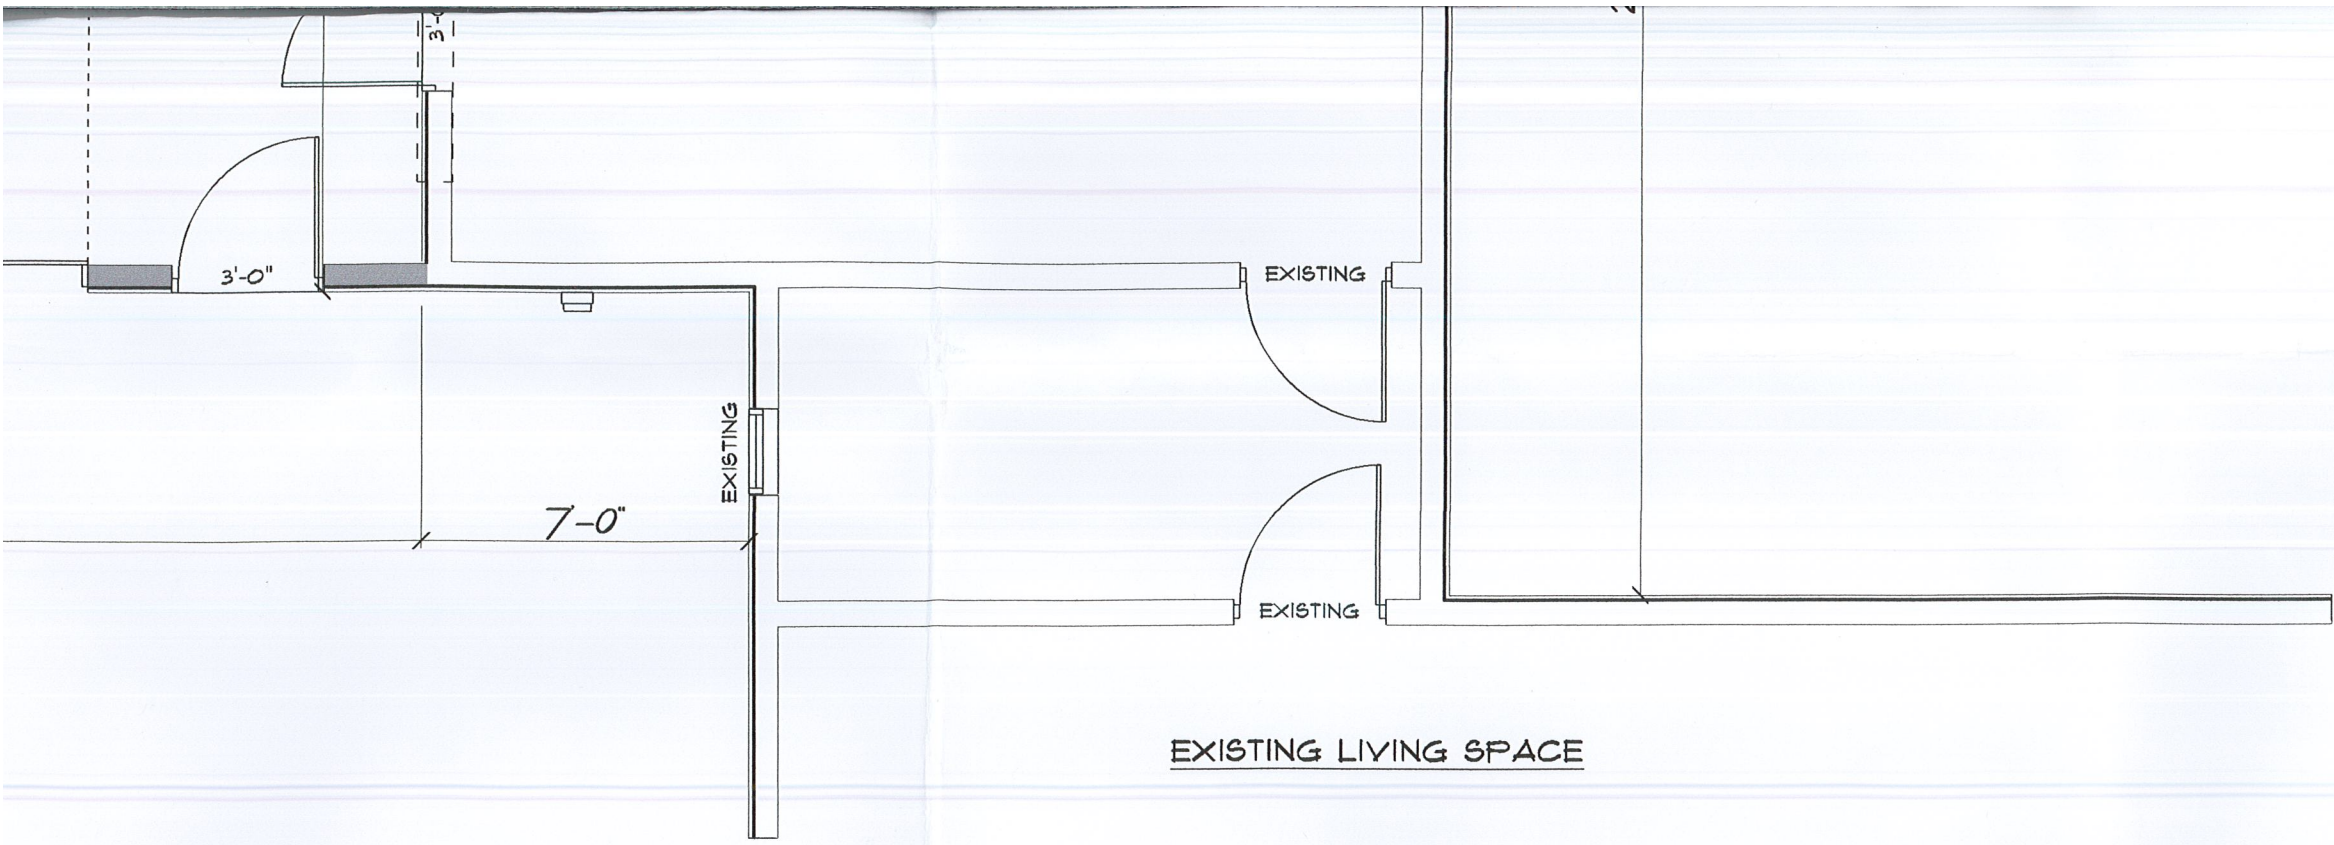 3'-0"
EXISTING
EXISTING
7'-0"
EXISTING
EXISTING LIVING SPACE